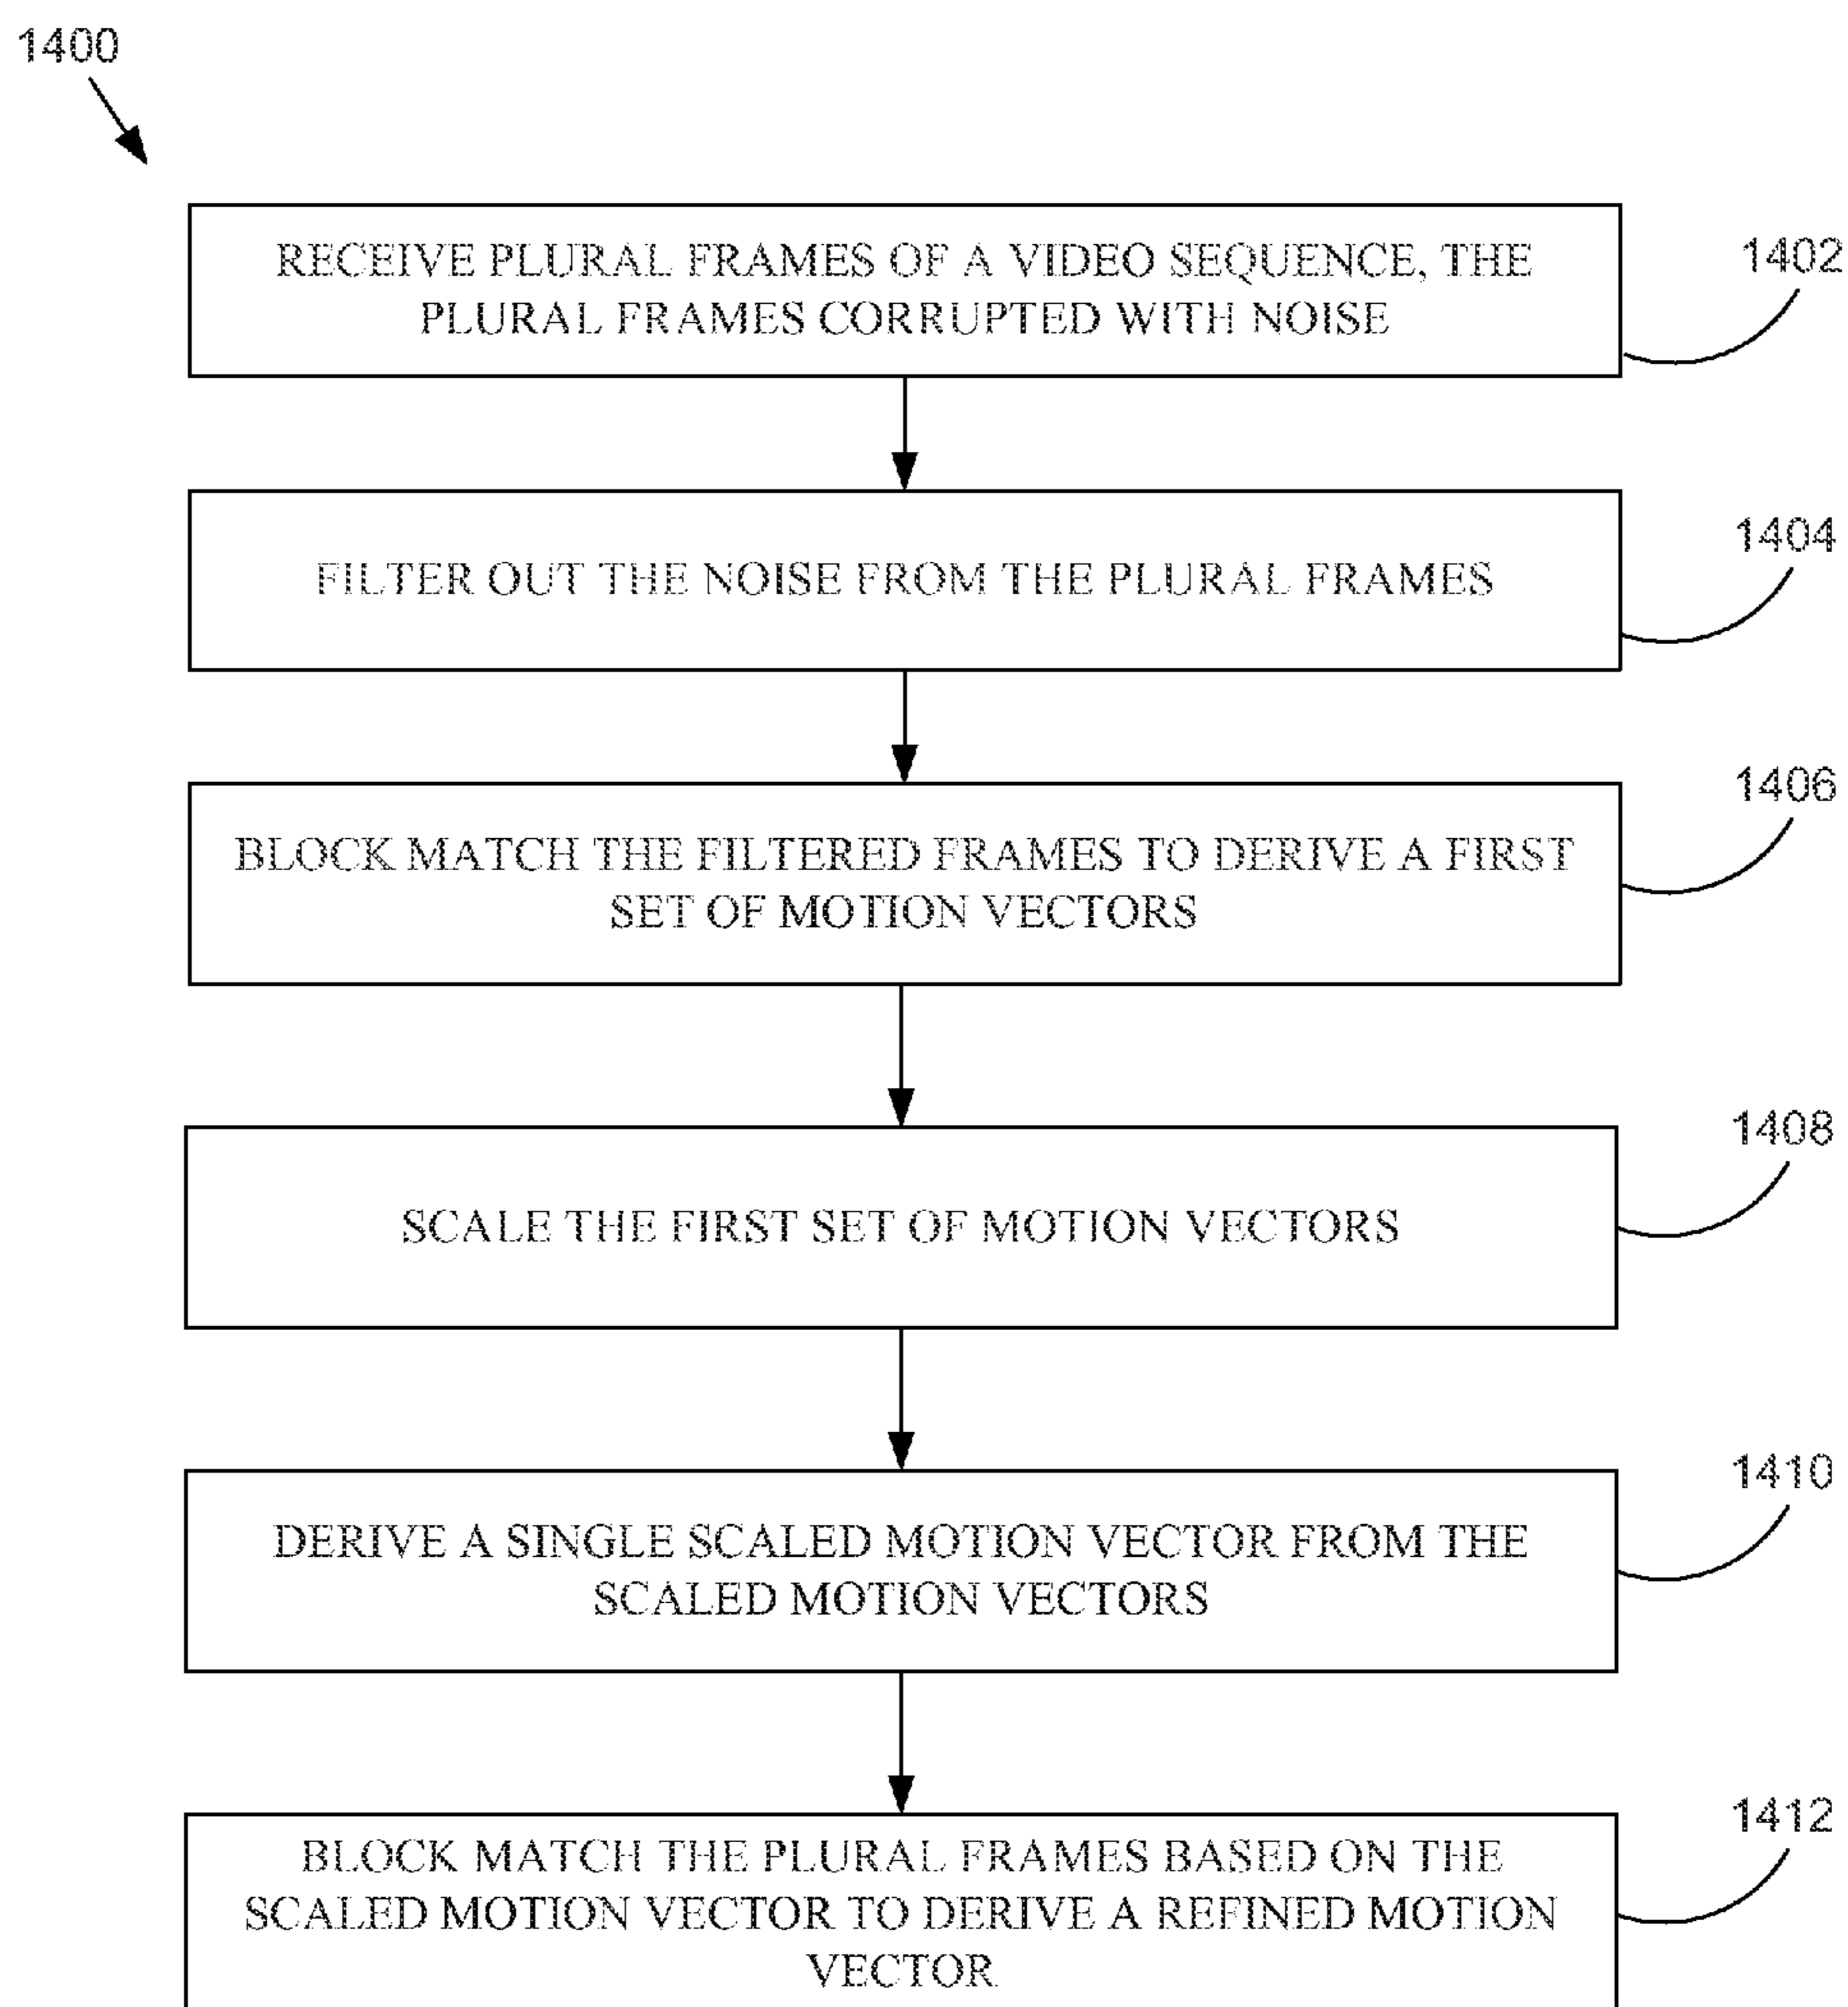 1400
RECEIVE PLURAL FRAMES OF A VIDEO SEQUENCE, THE
PLURAL FRAMES CORRUPTED WITH NOISE
1402
FILTER OUT THE NOISE FROM THE PLURAL FRAMES
1404
BLOCK MATCH THE FILTERED FRAMES TO DERIVE A FIRST
SET OF MOTION VECTORS
1406
SCALE THE FIRST SET OF MOTION VECTORS
1408
DERIVE A SINGLE SCALED MOTION VECTOR FROM THE
SCALED MOTION VECTORS
1410
BLOCK MATCH THE PLURAL FRAMES BASED ON THE
SCALED MOTION VECTOR TO DERIVE A REFINED MOTION
VECTOR
1412